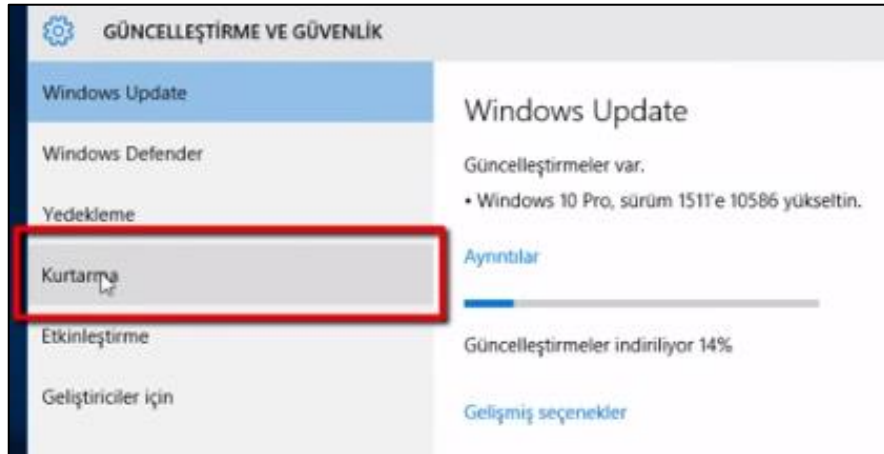 GÜNCELLEŞTİRME VE GÜVENLİK
Windows Update
Windows Defender
Yedekleme
Kurtarma
Etkinleştirme
Geliştiriciler için
Windows Update
Güncelleştirmeler var.
• Windows 10 Pro, sürüm 1511'e 10586 yükseltin.
Ayrıntılar
Güncelleştirmeler indiriliyor 14%
Gelişmiş seçenekler